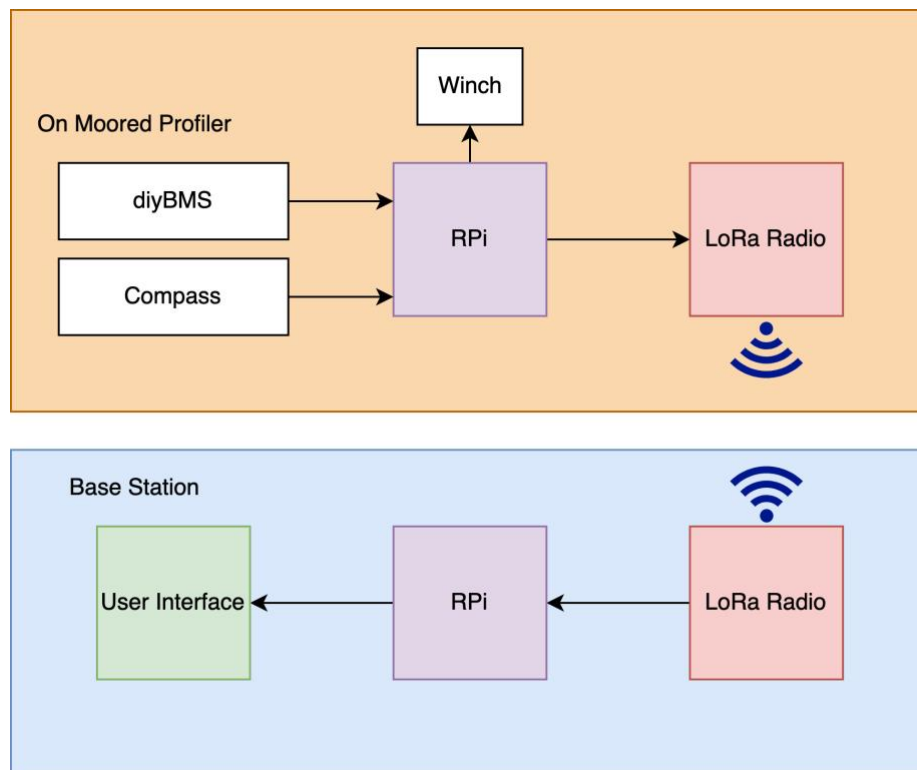 Winch
On Moored Profiler
diyBMS
RPi
LoRa Radio
Compass
Base Station
User Interface
RPi
LoRa Radio